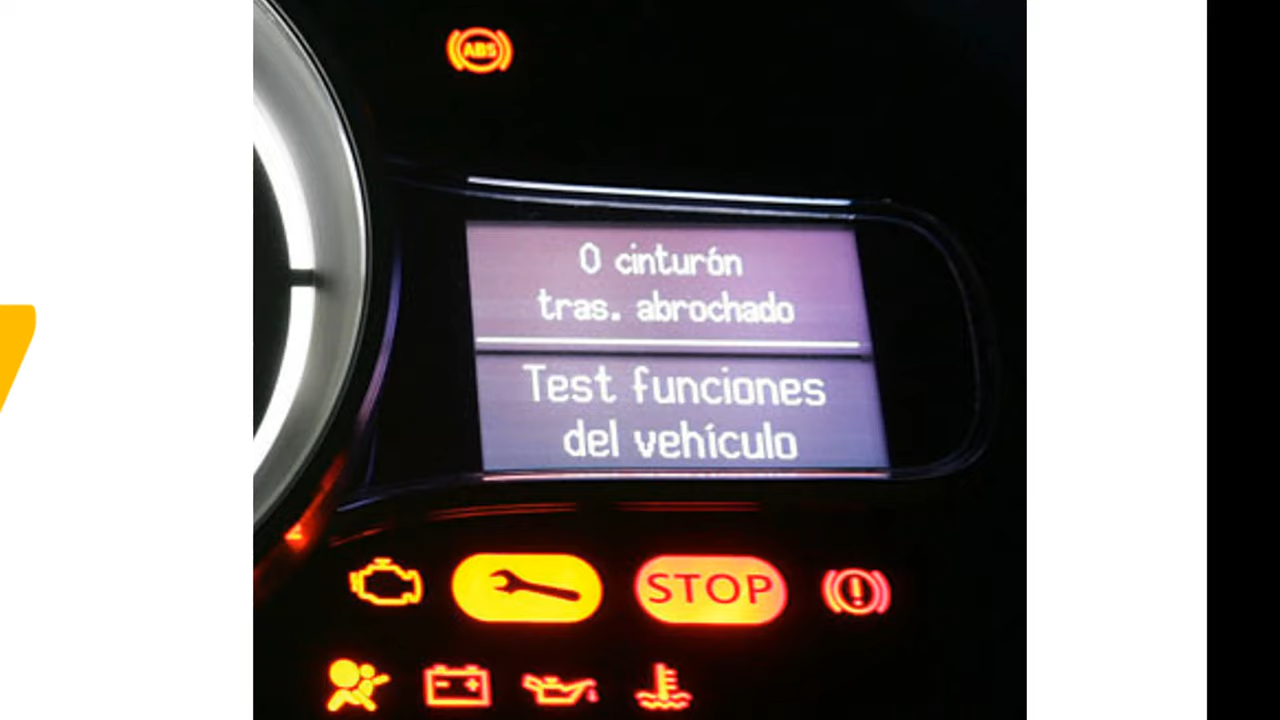 ABS
0 cinturón
tras. abrochado
Test funciones
del vehículo
STOP